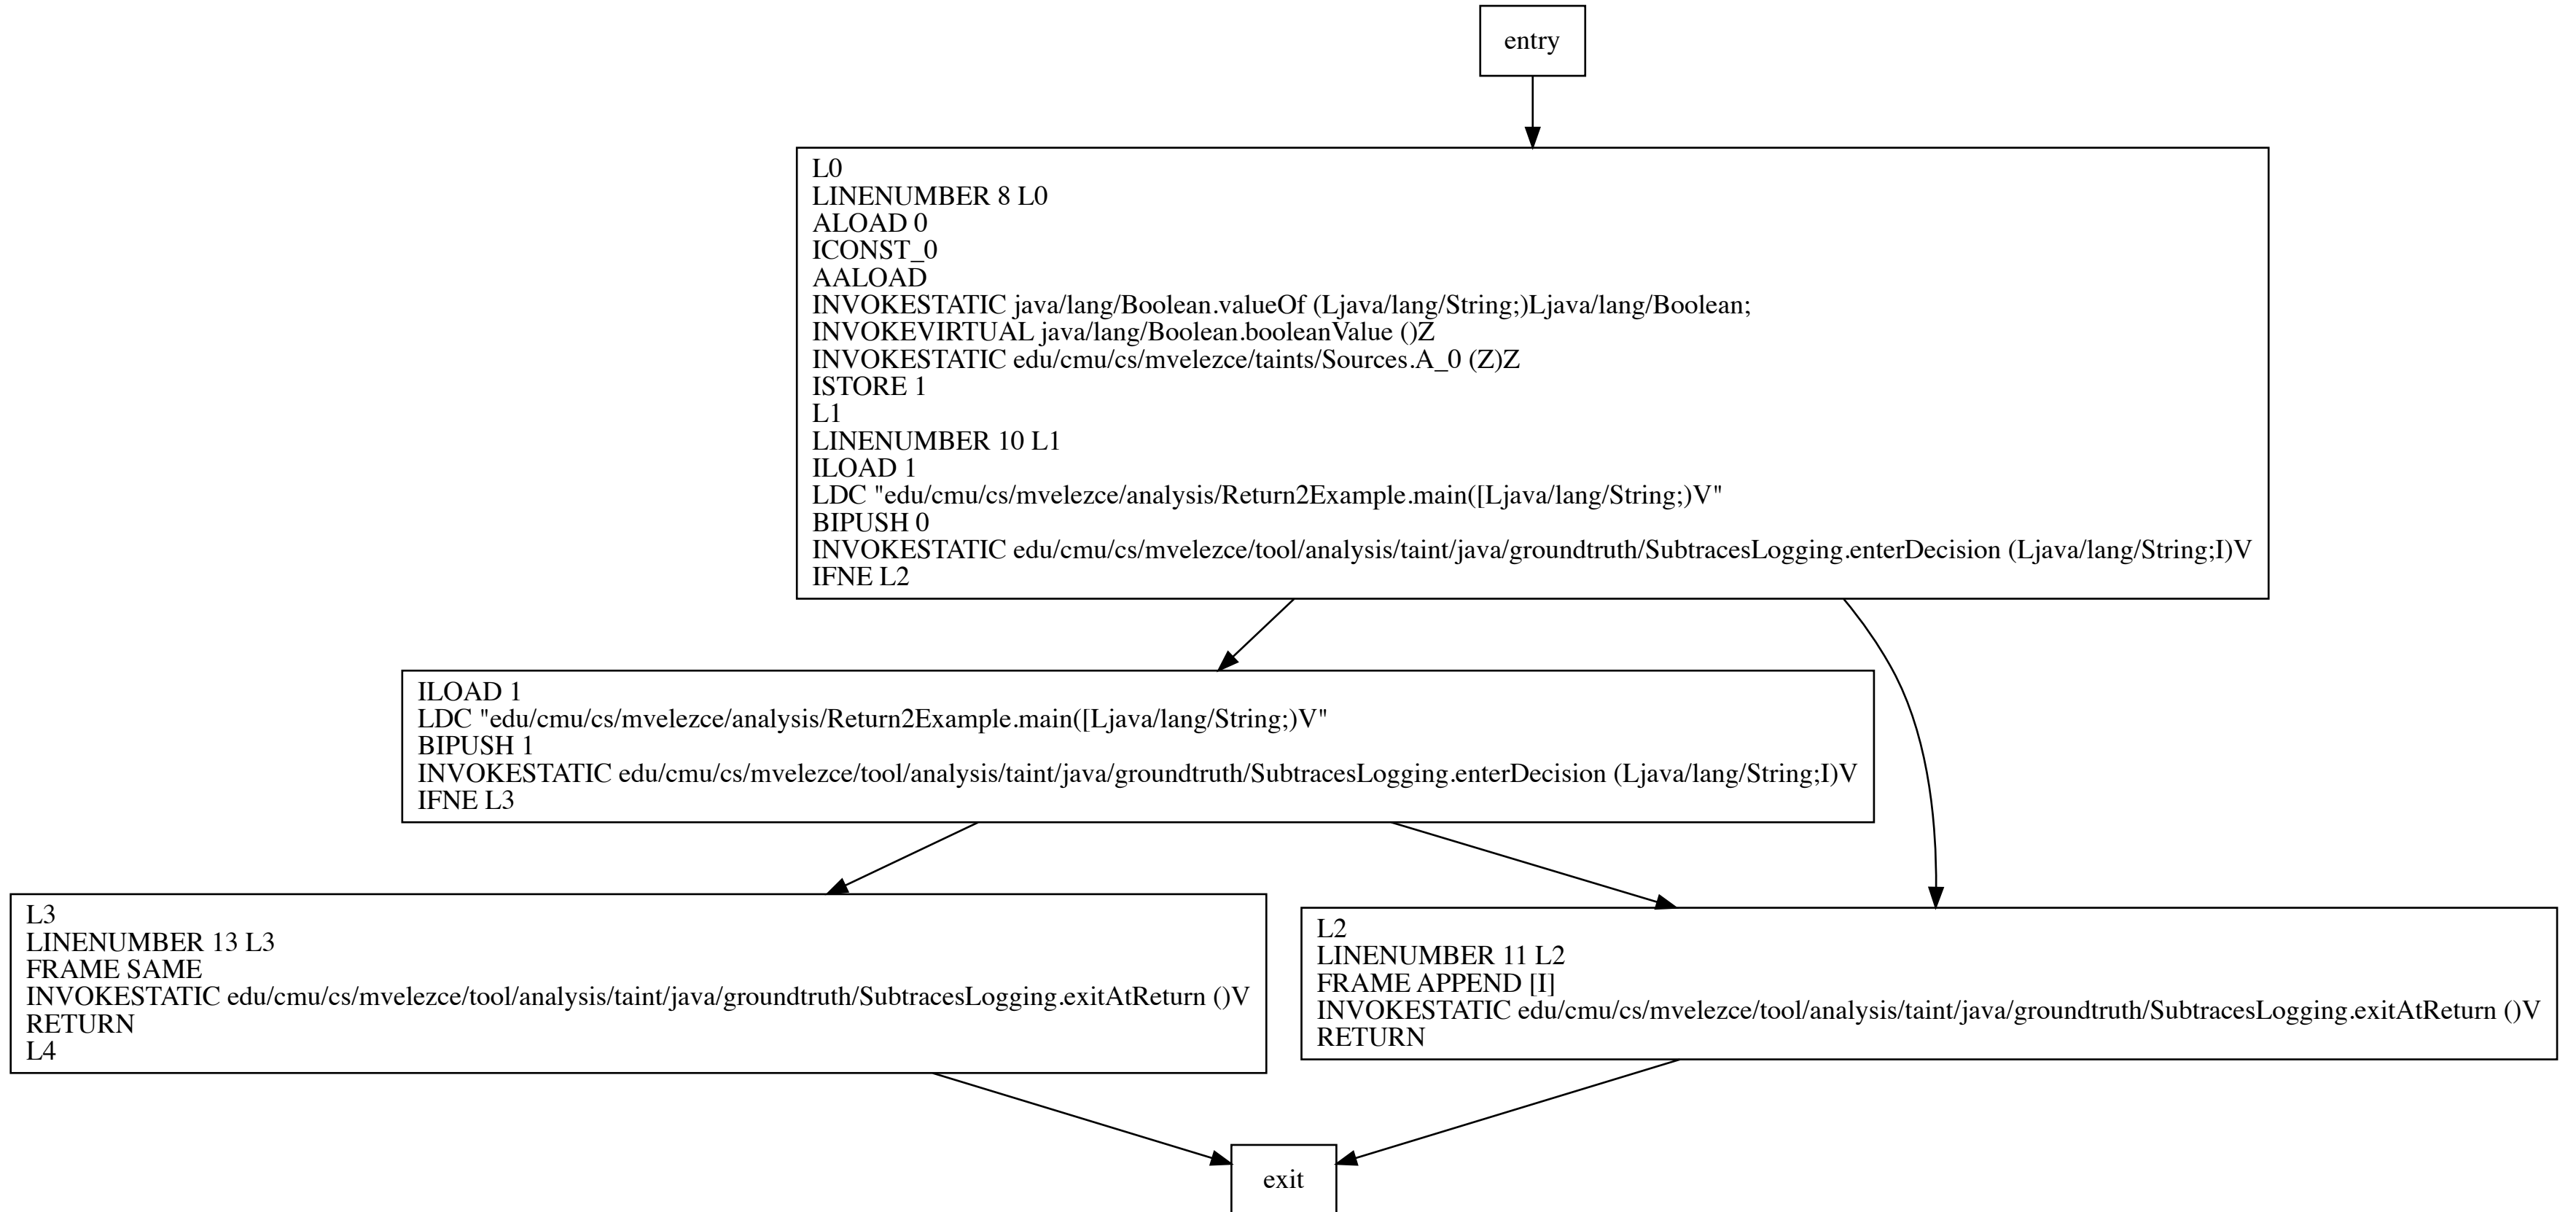 entry
L0
LINENUMBER 8 L0
ALOAD 0
ICONST_0
AALOAD
INVOKESTATIC java/lang/Boolean.valueOf (Ljava/lang/String;)Ljava/lang/Boolean;
INVOKEVIRTUAL java/lang/Boolean.booleanValue ()Z
INVOKESTATIC edu/cmu/cs/mvelezce/taints/Sources.A_0 (Z)Z
ISTORE 1
L1
LINENUMBER 10 L1
ILOAD 1
LDC "edu/cmu/cs/mvelezce/analysis/Return2Example.main([Ljava/lang/String;)V"
BIPUSH 0
INVOKESTATIC edu/cmu/cs/mvelezce/tool/analysis/taint/java/groundtruth/SubtracesLogging.enterDecision (Ljava/lang/String;I)V
IFNE L2
ILOAD 1
LDC "edu/cmu/cs/mvelezce/analysis/Return2Example.main([Ljava/lang/String;)V"
BIPUSH 1
INVOKESTATIC edu/cmu/cs/mvelezce/tool/analysis/taint/java/groundtruth/SubtracesLogging.enterDecision (Ljava/lang/String;I)V
IFNE L3
L3
LINENUMBER 13 L3
FRAME SAME
INVOKESTATIC edu/cmu/cs/mvelezce/tool/analysis/taint/java/groundtruth/SubtracesLogging.exitAtReturn ()V
RETURN
L4
L2
LINENUMBER 11 L2
FRAME APPEND [I]
INVOKESTATIC edu/cmu/cs/mvelezce/tool/analysis/taint/java/groundtruth/SubtracesLogging.exitAtReturn ()V
RETURN
exit